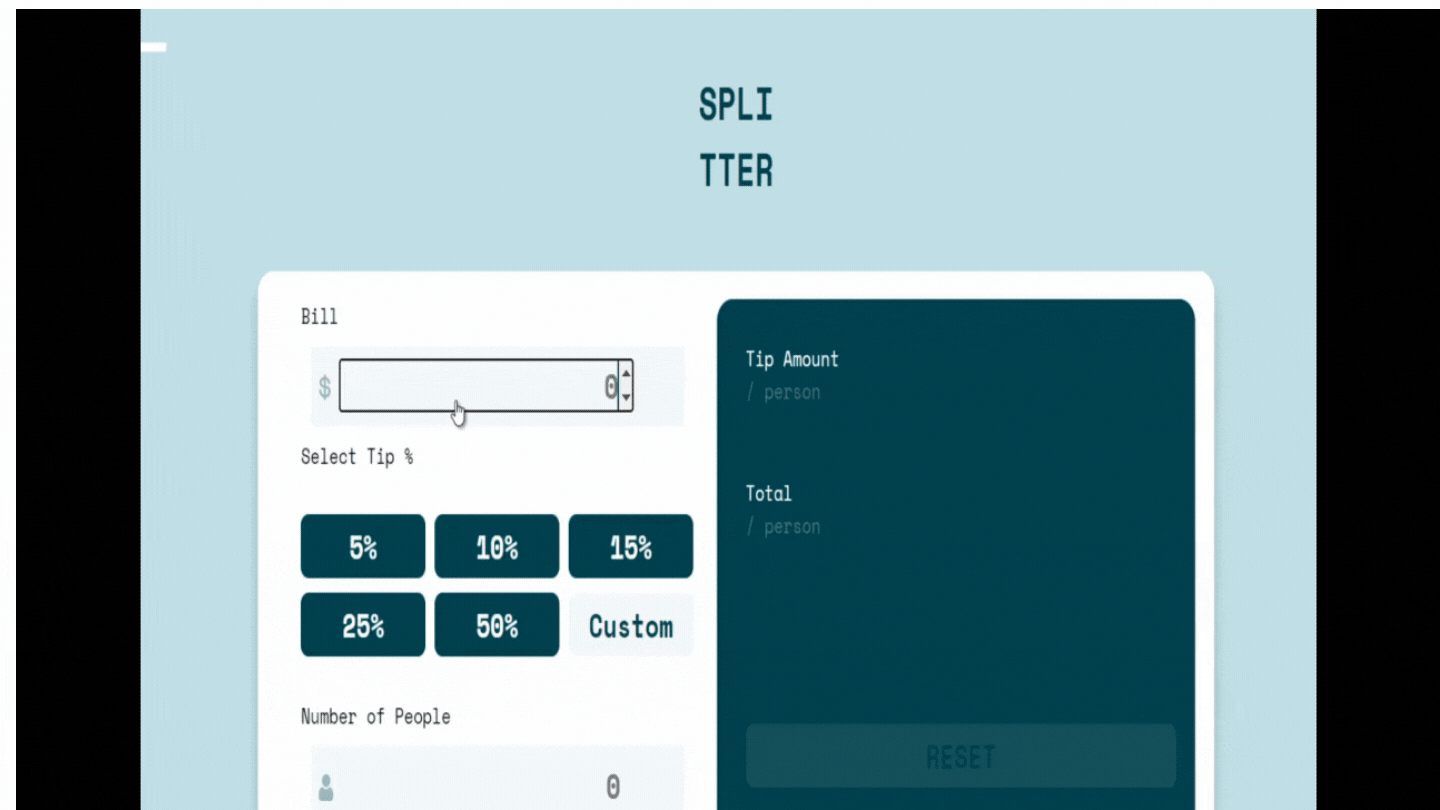 SPLI
TTER
Bill
$ 0
Select Tip %
5% 10% 15%
25% 50% Custom
Number of People
0
Tip Amount
/ person
Total
/ person
RESET